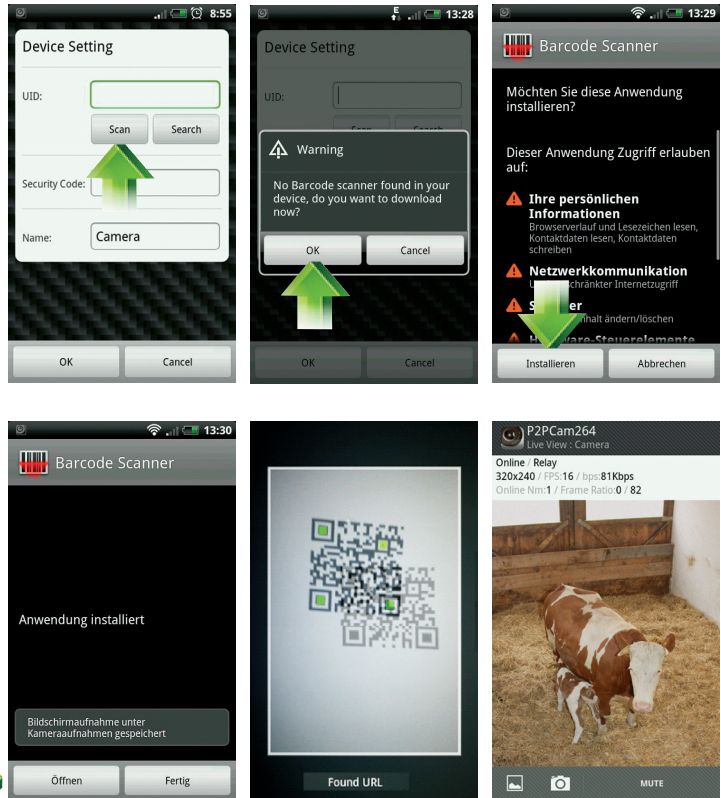 8:55
Device Setting
UID:
Scan Search
Security Code:
Name: Camera
OK Cancel
E 13:28
Device Setting
UID:
Warning
No Barcode scanner found in your
device, do you want to download
now?
OK Cancel
OK Cancel
13:29
Barcode Scanner
Möchten Sie diese Anwendung
installieren?
Dieser Anwendung Zugriff erlauben
auf:
Ihre persönlichen
Informationen
Browserverlauf und Lesezeichen lesen,
Kontaktdaten lesen, Kontaktdaten
schreiben
Netzwerkkommunikation
Internetzugriff
ändern/löschen
Installieren Abbrechen
13:30
Barcode Scanner
Anwendung installiert
Bildschirmaufnahme unter
Kameraaufnahmen gespeichert
Öffnen Fertig
Found URL
P2PCam264
Live View : Camera
Online / Relay
320x240 / FPS:16 / bps:81Kbps
Online Nm:1 / Frame Ratio:0 / 82
MUTE